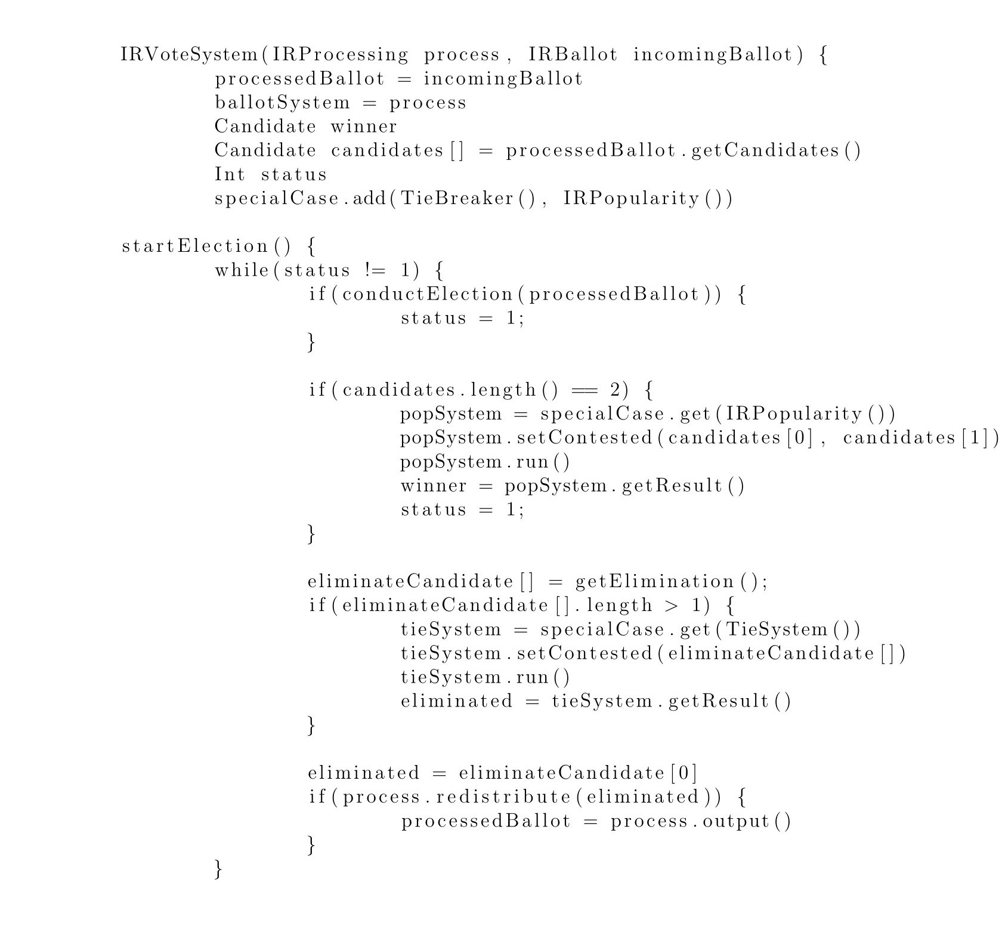 IRVoteSystem(IRProcessing process, IRBallot incomingBallot) {
processedBallot = incomingBallot
ballotSystem = process
Candidate winner
Candidate candidates[] = processedBallot.getCandidates()
Int status
specialCase.add(TieBreaker(), IRPopularity())
startElection() {
while(status != 1) {
if(conductElection(processedBallot)) {
status = 1;
}
if(candidates.length() == 2) {
popSystem = specialCase.get(IRPopularity())
popSystem.setContested(candidates[0], candidates[1])
popSystem.run()
winner = popSystem.getResult()
status = 1;
}
eliminateCandidate[] = getElimination();
if(eliminateCandidate[].length > 1) {
tieSystem = specialCase.get(TieSystem())
tieSystem.setContested(eliminateCandidate[])
tieSystem.run()
eliminated = tieSystem.getResult()
}
eliminated = eliminateCandidate[0]
if(process.redistribute(eliminated)) {
processedBallot = process.output()
}
}